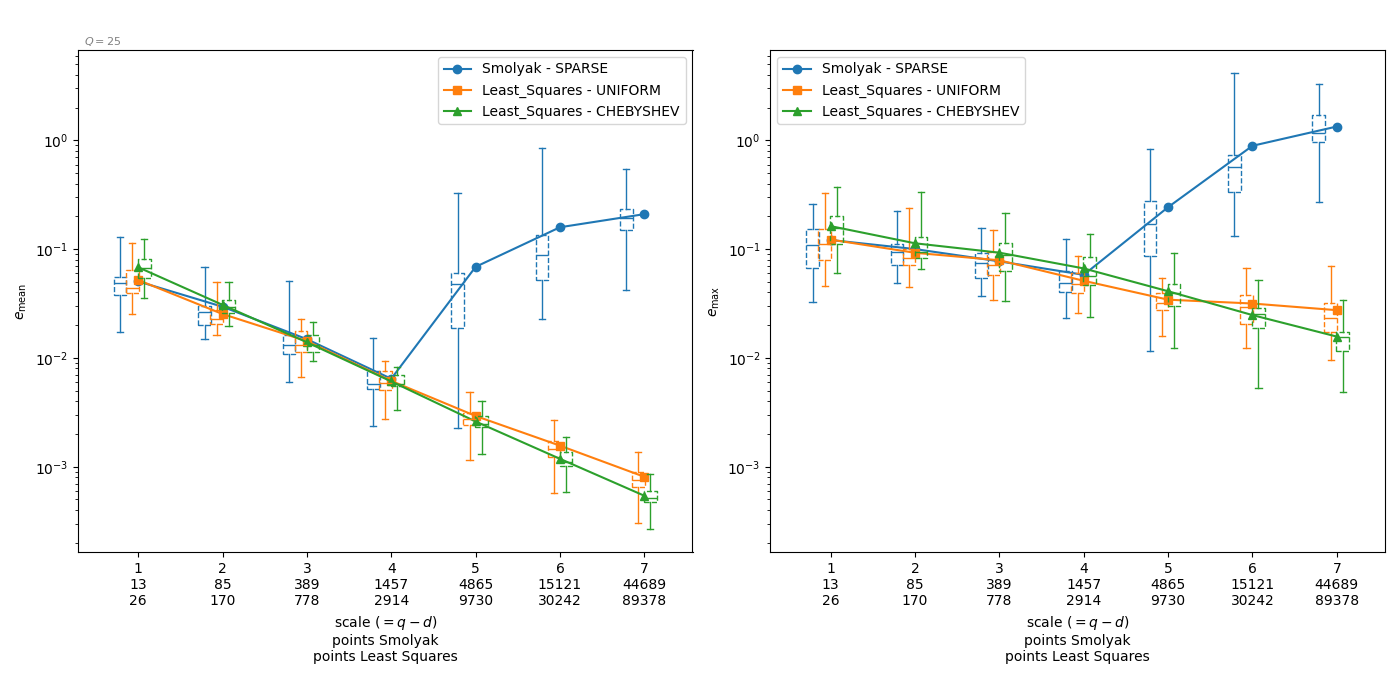 Q = 25
Smolyak - SPARSE
Least_Squares - UNIFORM
Least_Squares - CHEBYSHEV
10⁰
10⁻¹
10⁻²
10⁻³
e_mean
1 2 3 4 5 6 7
13 85 389 1457 4865 15121 44689
26 170 778 2914 9730 30242 89378
scale (= q − d)
points Smolyak
points Least Squares
Smolyak - SPARSE
Least_Squares - UNIFORM
Least_Squares - CHEBYSHEV
10⁰
10⁻¹
10⁻²
10⁻³
e_max
1 2 3 4 5 6 7
13 85 389 1457 4865 15121 44689
26 170 778 2914 9730 30242 89378
scale (= q − d)
points Smolyak
points Least Squares